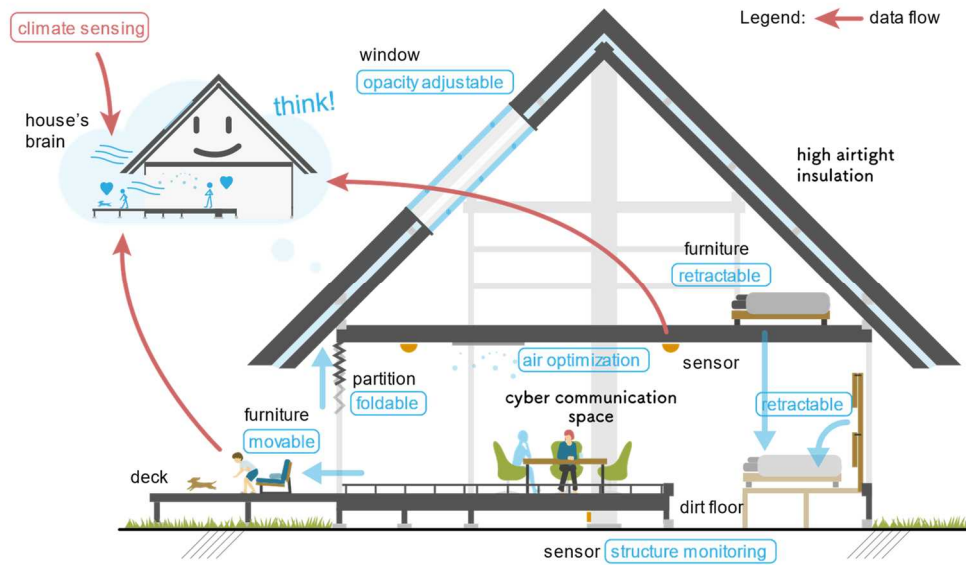 climate sensing
Legend:
data flow
window
opacity adjustable
think!
house's
brain
high airtight
insulation
furniture
retractable
air optimization
sensor
partition
foldable
cyber communication
space
retractable
furniture
movable
deck
dirt floor
sensor structure monitoring